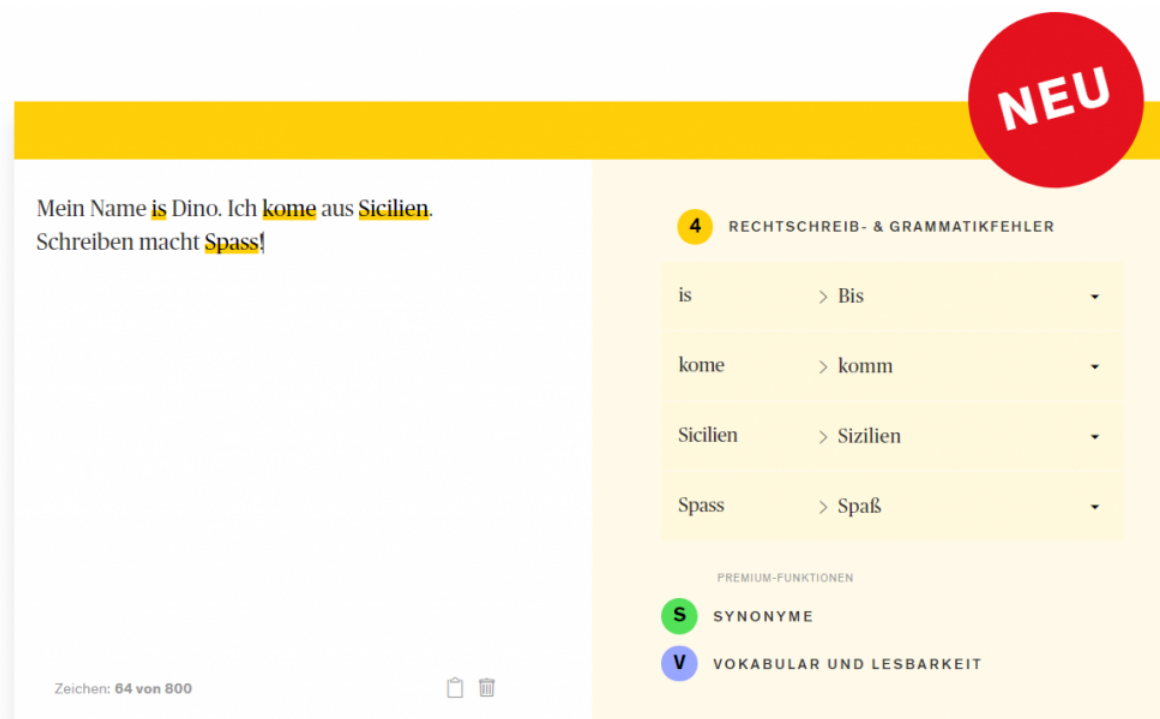 NEU
Mein Name is Dino. Ich kome aus Sicilien.
Schreiben macht Spass!
4 RECHTSCHREIB- & GRAMMATIKFEHLER
is > Bis
kome > komm
Sicilien > Sizilien
Spass > Spaß
PREMIUM-FUNKTIONEN
S SYNONYME
V VOKABULAR UND LESBARKEIT
Zeichen: 64 von 800